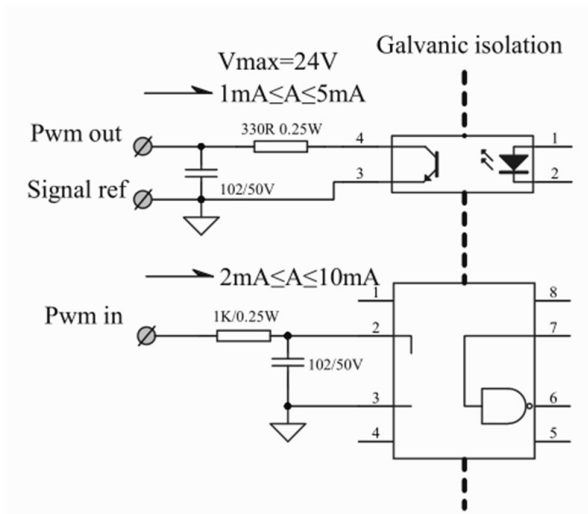 Galvanic isolation
Vmax=24V
1mA≤A≤5mA
Pwm out
330R 0.25W
4
1
Signal ref
102/50V
3
2
2mA≤A≤10mA
Pwm in
1K/0.25W
1
8
2
7
102/50V
3
6
4
5